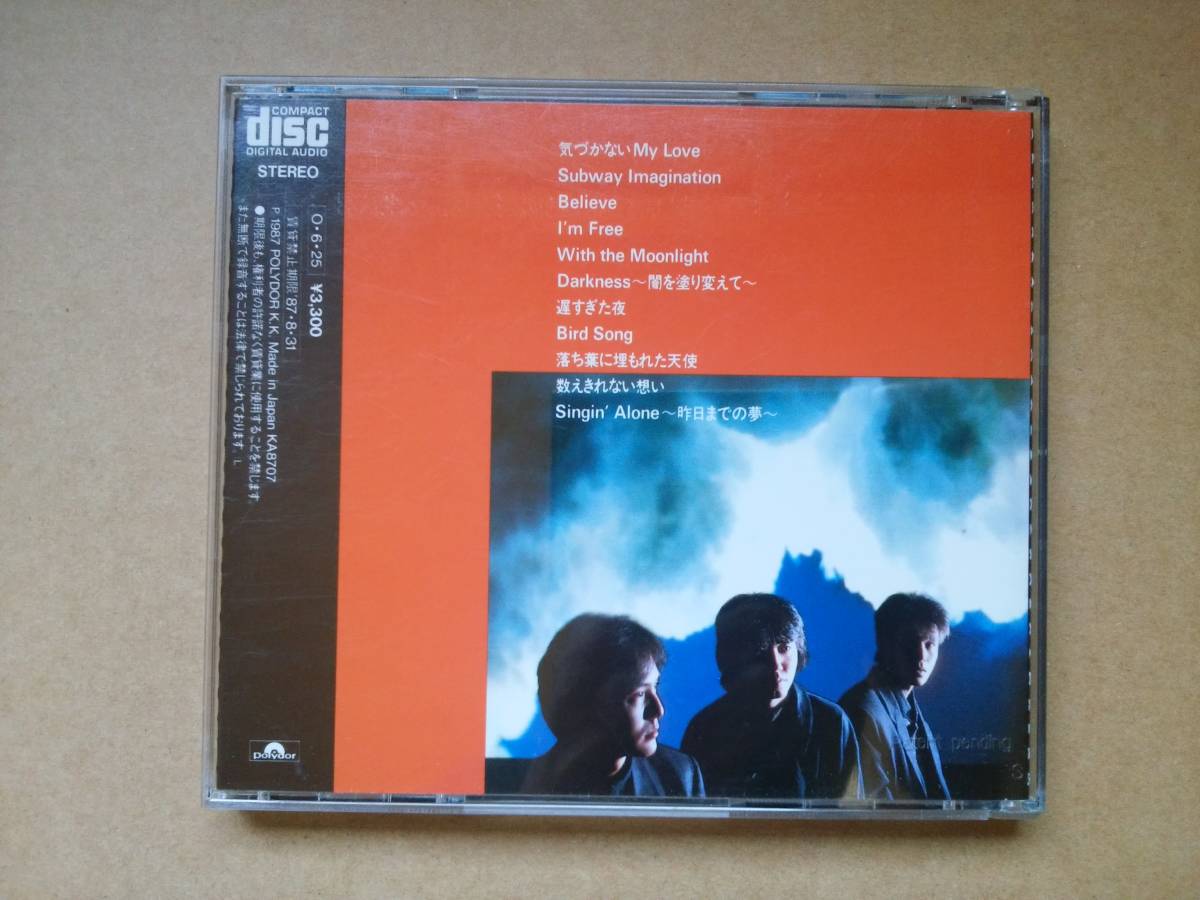 COMPACT
disc
DIGITAL AUDIO
STEREO
O・6・25 ¥3,300
賃貸禁止期限'87・8・31
P 1987 POLYDOR K.K. Made in Japan KA8707
●期限後も、権利者の許諾なく賃貸業に使用することを禁じます。
また無断で録音することは法律で禁じられております。L
polydor
気づかないMy Love
Subway Imagination
Believe
I'm Free
With the Moonlight
Darkness〜闇を塗り変えて〜
遅すぎた夜
Bird Song
落ち葉に埋もれた天使
数えきれない想い
Singin' Alone〜昨日までの夢〜
Patent pending